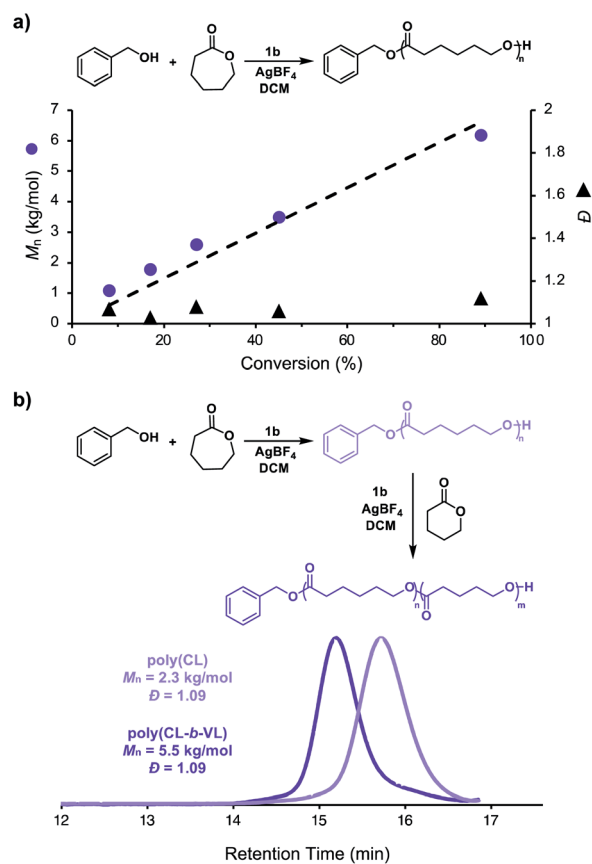 a)
OH
+
O
O
1b
AgBF4
DCM
O
O
O
H
n
Mn (kg/mol)
7
6
5
4
3
2
1
0
2
1.8
1.6
1.4
1.2
1
Đ
0
20
40
60
80
100
Conversion (%)
b)
OH
+
O
O
1b
AgBF4
DCM
O
O
O
H
n
1b
AgBF4
DCM
O
O
O
O
O
n
O
O
H
m
poly(CL)
Mn = 2.3 kg/mol
Đ = 1.09
poly(CL-b-VL)
Mn = 5.5 kg/mol
Đ = 1.09
12
13
14
15
16
17
Retention Time (min)